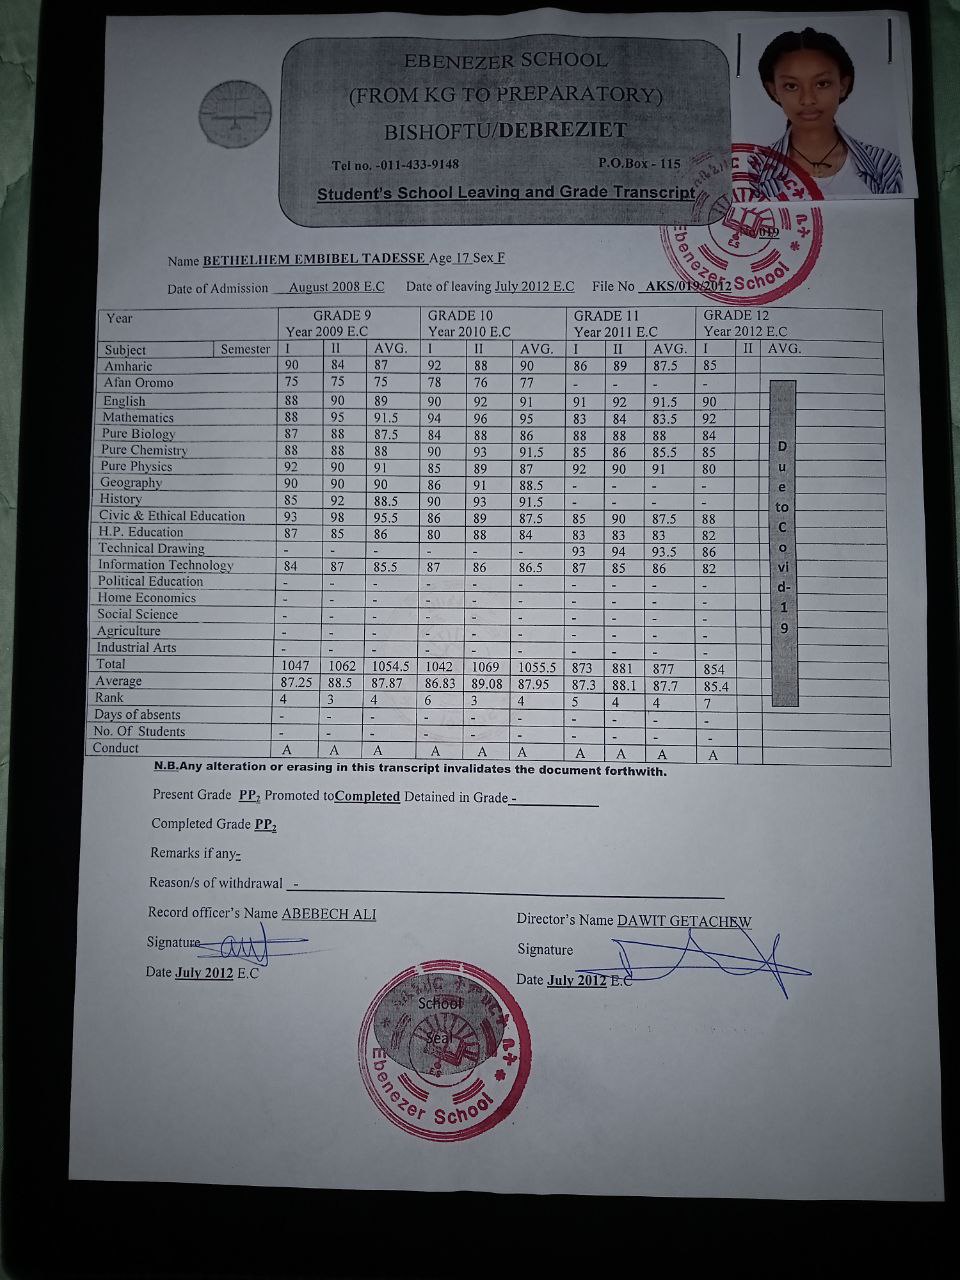 EBENEZER SCHOOL
(FROM KG TO PREPARATORY)
BISHOFTU/DEBREZIET
Tel no. -011-433-9148 P.O.Box - 115
Student's School Leaving and Grade Transcript
019
Ebenezer School
Name BETHELHEM EMBIBEL TADESSE Age 17 Sex F
Date of Admission August 2008 E.C Date of leaving July 2012 E.C File No AKS/019/2012
Year GRADE 9 Year 2009 E.C GRADE 10 Year 2010 E.C GRADE 11 Year 2011 E.C GRADE 12 Year 2012 E.C
Subject Semester I II AVG. I II AVG. I II AVG. I II AVG.
Amharic 90 84 87 92 88 90 86 89 87.5 85
Afan Oromo 75 75 75 78 76 77 - - - -
English 88 90 89 90 92 91 91 92 91.5 90
Mathematics 88 95 91.5 94 96 95 83 84 83.5 92
Pure Biology 87 88 87.5 84 88 86 88 88 88 84
Pure Chemistry 88 88 88 90 93 91.5 85 86 85.5 85
Pure Physics 92 90 91 85 89 87 92 90 91 80
Geography 90 90 90 86 91 88.5 - - - -
History 85 92 88.5 90 93 91.5 - - - -
Civic & Ethical Education 93 98 95.5 86 89 87.5 85 90 87.5 88
H.P. Education 87 85 86 80 88 84 83 83 83 82
Technical Drawing - - - - - - 93 94 93.5 86
Information Technology 84 87 85.5 87 86 86.5 87 85 86 82
Political Education - - - - - - - - - -
Home Economics - - - - - - - - - -
Social Science - - - - - - - - - -
Agriculture - - - - - - - - - -
Industrial Arts - - - - - - - - - -
Total 1047 1062 1054.5 1042 1069 1055.5 873 881 877 854
Average 87.25 88.5 87.87 86.83 89.08 87.95 87.3 88.1 87.7 85.4
Rank 4 3 4 6 3 4 5 4 4 7
Days of absents - - - - - - - - - -
No. Of Students - - - - - - - - - -
Conduct A A A A A A A A A A
Due to Covid-19
N.B.Any alteration or erasing in this transcript invalidates the document forthwith.
Present Grade PP2 Promoted toCompleted Detained in Grade -
Completed Grade PP2
Remarks if any-
Reason/s of withdrawal -
Record officer's Name ABEBECH ALI Director's Name DAWIT GETACHEW
Signature Signature
Date July 2012 E.C Date July 2012 E.C
School
Seal
E.S
Ebenezer School